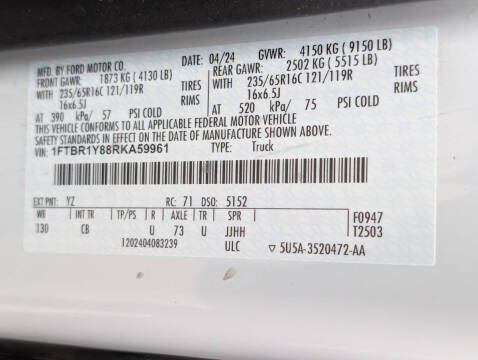 MFD. BY FORD MOTOR CO.
DATE: 04/24 GVWR: 4150 KG ( 9150 LB)
FRONT GAWR: 1873 KG ( 4130 LB) REAR GAWR: 2502 KG ( 5515 LB)
WITH 235/65R16C 121/119R TIRES WITH 235/65R16C 121/119R TIRES
16x6.5J RIMS 16x6.5J RIMS
AT 390 kPa/ 57 PSI COLD AT 520 kPa/ 75 PSI COLD
THIS VEHICLE CONFORMS TO ALL APPLICABLE FEDERAL MOTOR VEHICLE
SAFETY STANDARDS IN EFFECT ON THE DATE OF MANUFACTURE SHOWN ABOVE.
VIN: 1FTBR1Y88RKA59961 TYPE: Truck
EXT PNT: YZ RC: 71 DSO: 5152
WB INT TR TP/PS R AXLE TR SPR F0947
130 CB U 73 U JJHH T2503
1202404083239 ULC ▽ 5U5A-3520472-AA